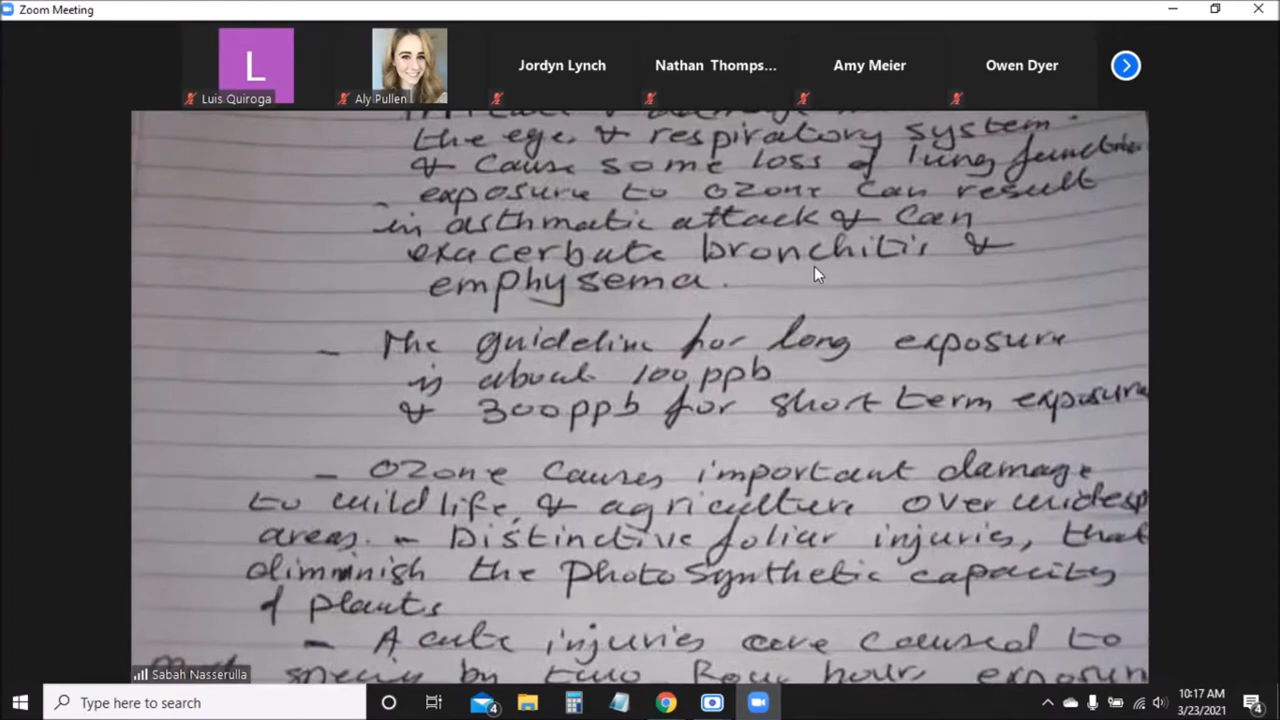 Zoom Meeting
L
Luis Quiroga
Aly Pullen
Jordyn Lynch
Nathan Thomps...
Amy Meier
Owen Dyer
the eye, & respiratory system.
& cause some loss of lung function
- exposure to ozone can result
in asthmatic attack & can
exacerbate bronchitis &
emphysema.
- The guideline for long exposure
is about 100 ppb
& 300 ppb for short term exposure
- Ozone causes important damage
to wildlife, & agriculture over widesp
areas. - Distinctive foliar injuries, that
diminish the photosynthetic capacity
of plants
- Acute injuries are caused to
species by two hour exposure
Sabah Nasserulla
Type here to search
4
10:17 AM
3/23/2021
4